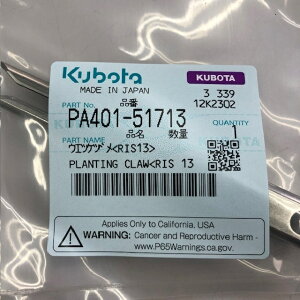 Kubota
MADE IN JAPAN
KUBOTA
3 339
12K2302
PART No. 品番
PA401-51713
品名 数量 QUANTITY
PART NAME 1
ウエツケヅメ<RIS13>
PLANTING CLAW<RIS 13
Applies Only to California, USA
WARNING: Cancer and Reproductive Harm -
www.P65Warnings.ca.gov.